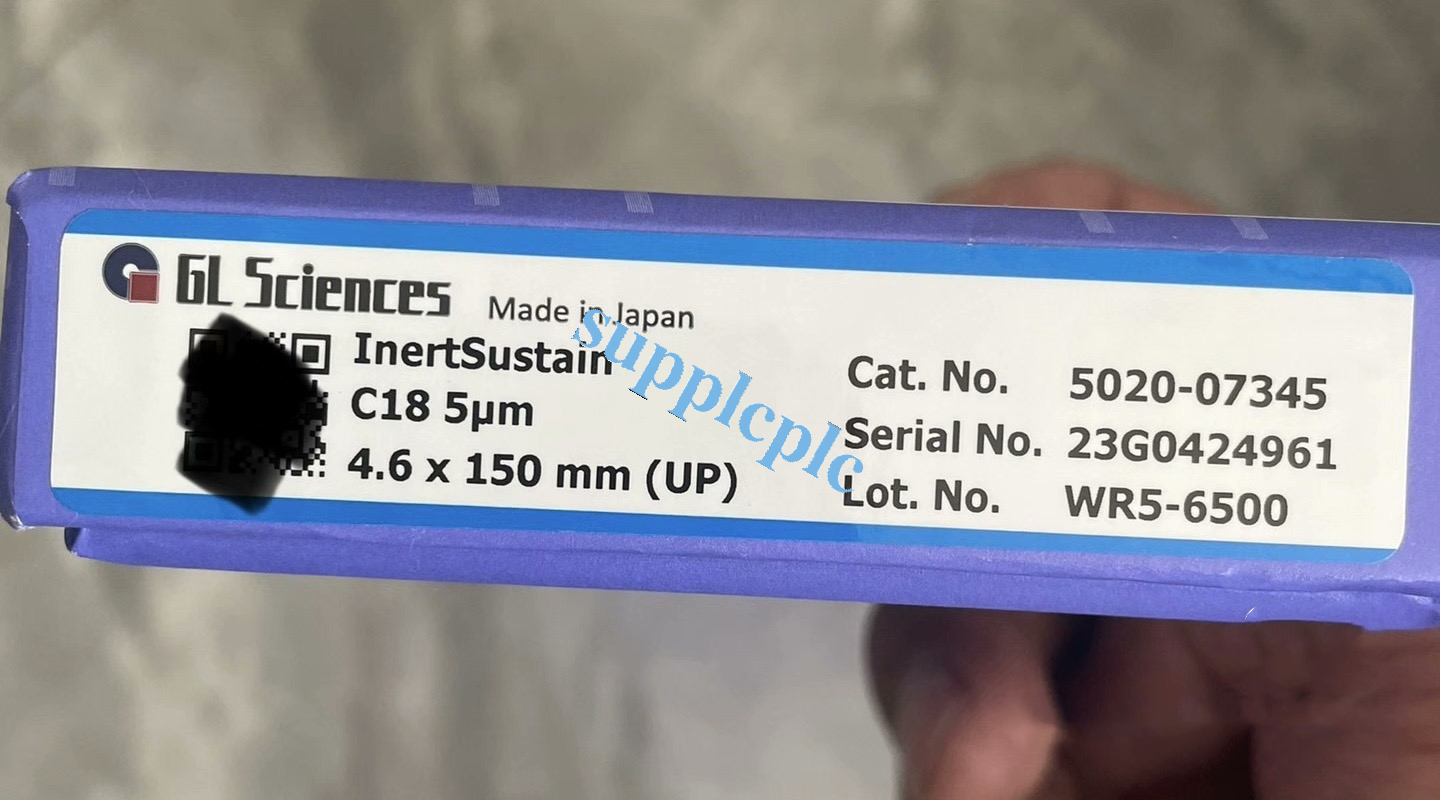 GL Sciences Made in Japan
InertSustain
C18 5µm
4.6 x 150 mm (UP)
Cat. No. 5020-07345
Serial No. 23G0424961
Lot. No. WR5-6500
supplcplc